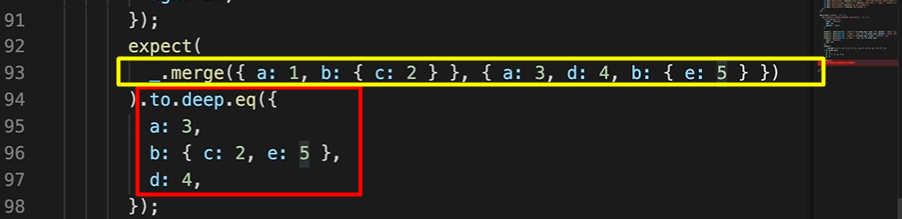 91 });
92 expect(
93 _.merge({ a: 1, b: { c: 2 } }, { a: 3, d: 4, b: { e: 5 } })
94 ).to.deep.eq({
95 a: 3,
96 b: { c: 2, e: 5 },
97 d: 4,
98 });